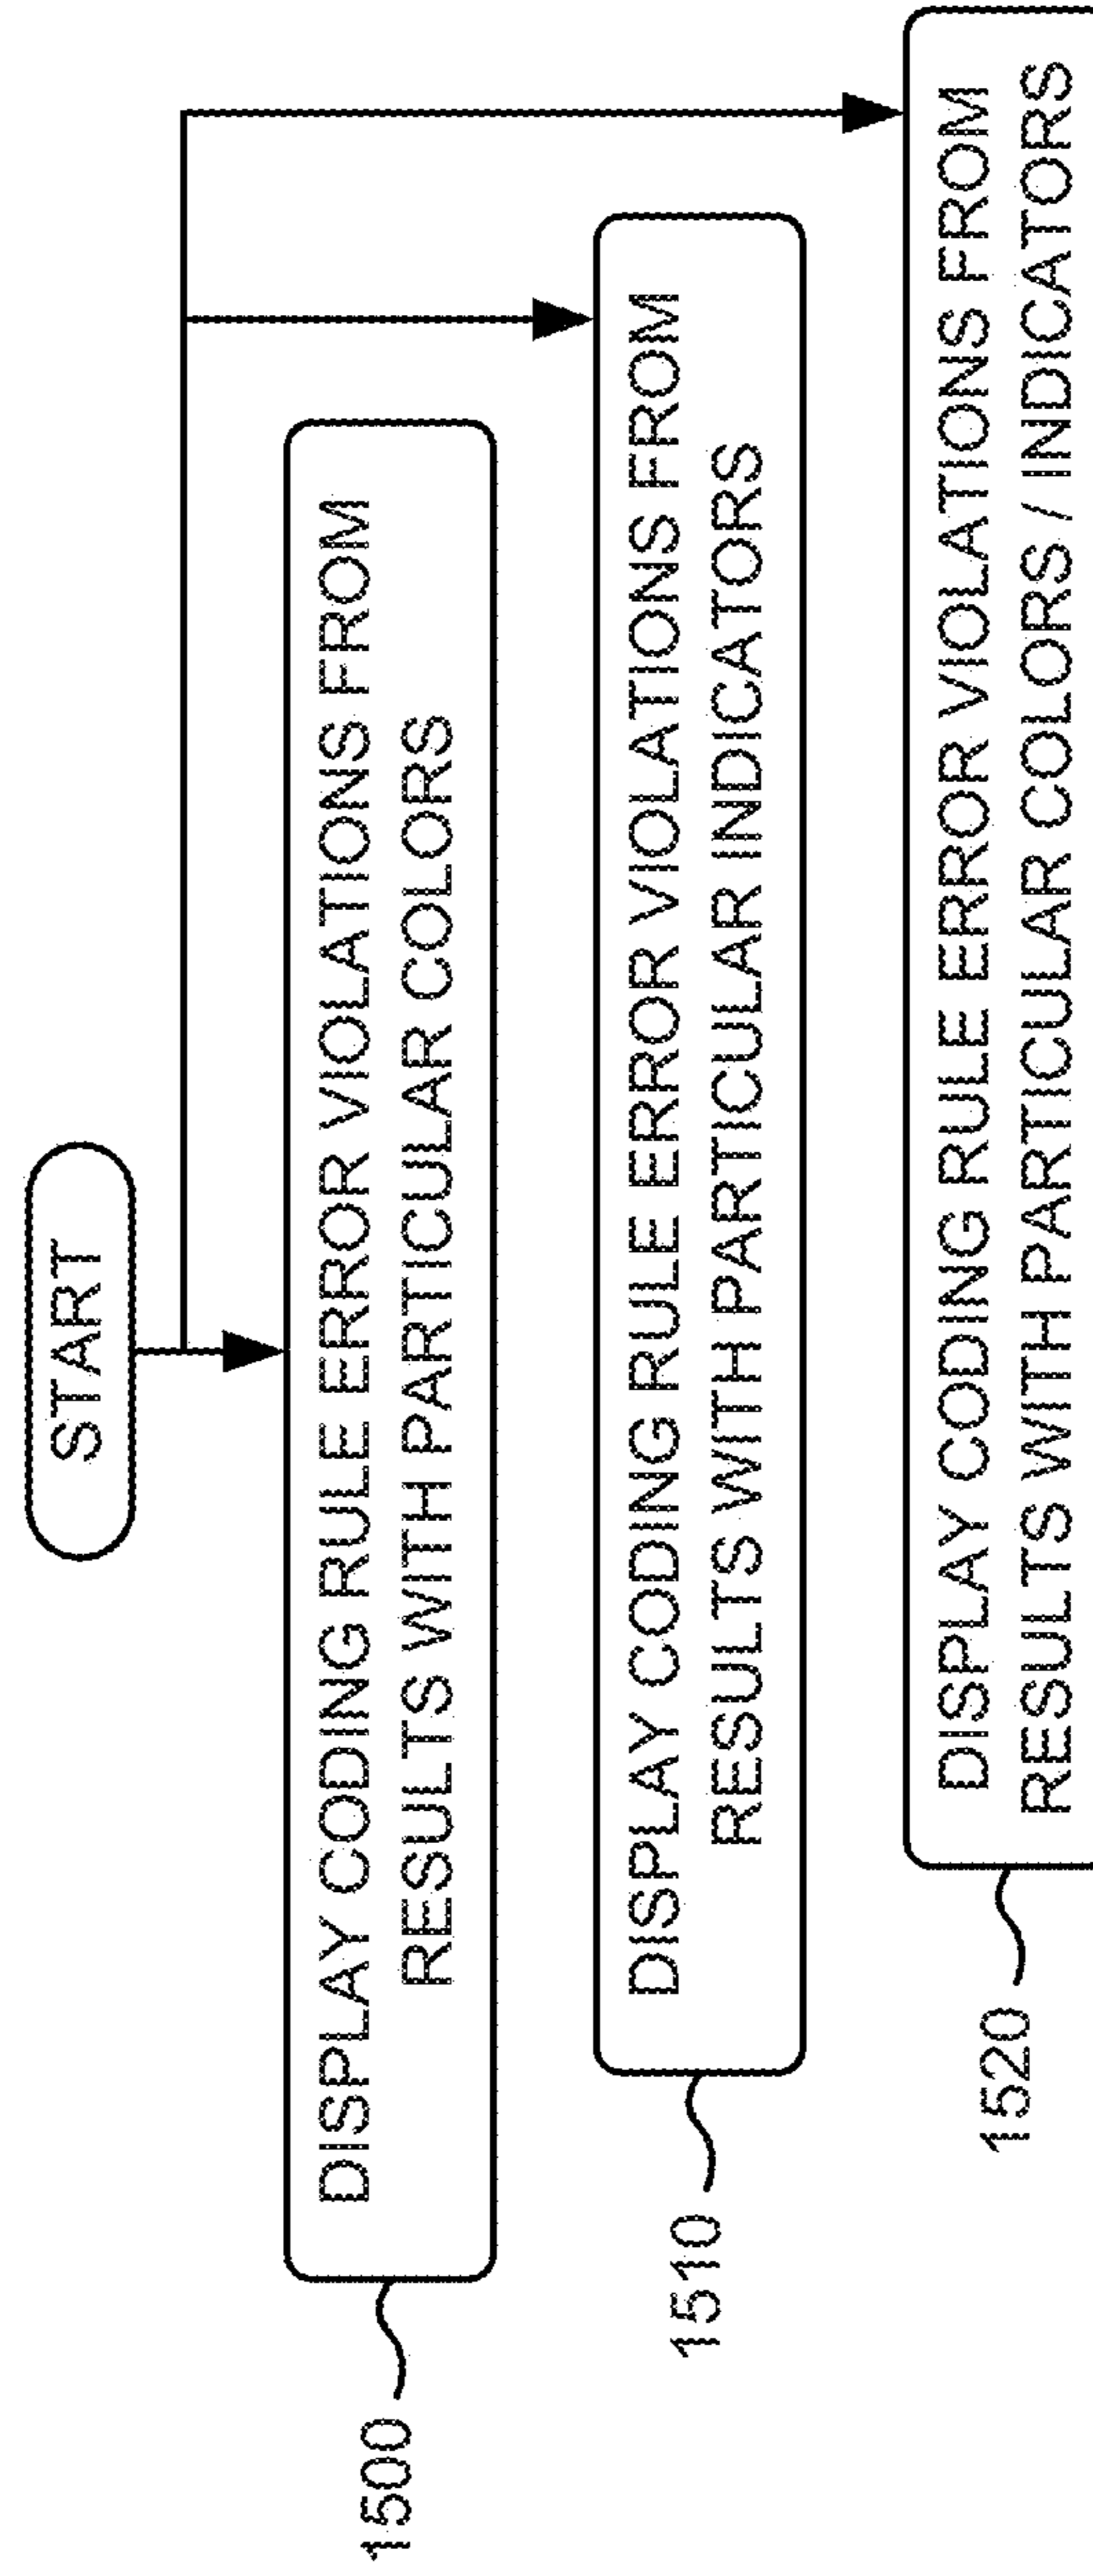 START
DISPLAY CODING RULE ERROR VIOLATIONS FROM
RESULTS WITH PARTICULAR COLORS
1500
DISPLAY CODING RULE ERROR VIOLATIONS FROM
RESULTS WITH PARTICULAR INDICATORS
1510
DISPLAY CODING RULE ERROR VIOLATIONS FROM
RESULTS WITH PARTICULAR COLORS / INDICATORS
1520